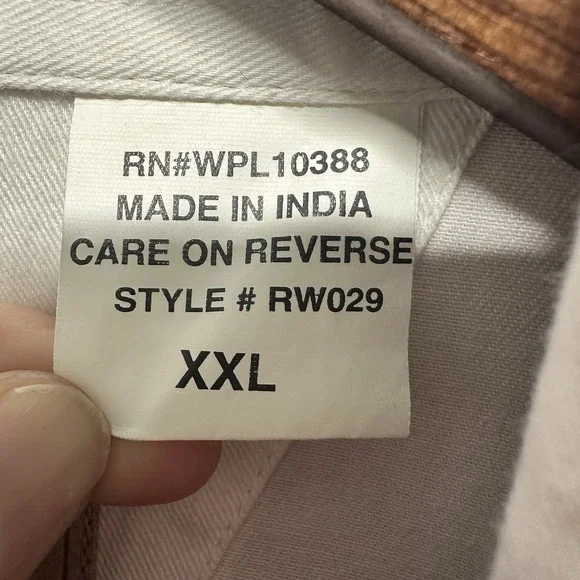 RN#WPL10388
MADE IN INDIA
CARE ON REVERSE
STYLE # RW029
XXL